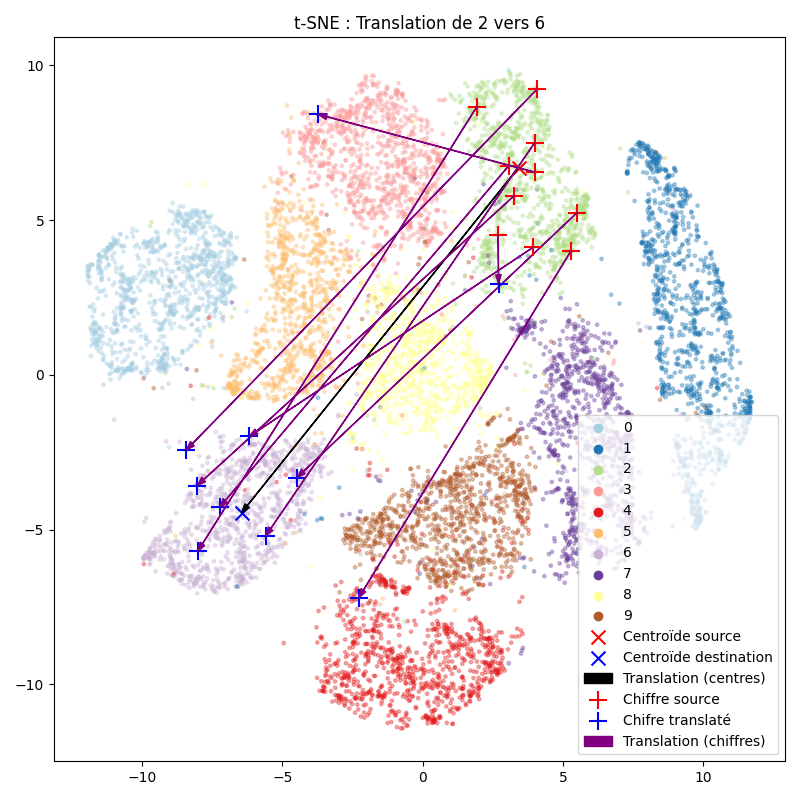 t-SNE : Translation de 2 vers 6
10
5
0
−5
−10
−10
−5
0
5
10
0
1
2
3
4
5
6
7
8
9
Centroïde source
Centroïde destination
Translation (centres)
Chiffre source
Chifre translaté
Translation (chiffres)